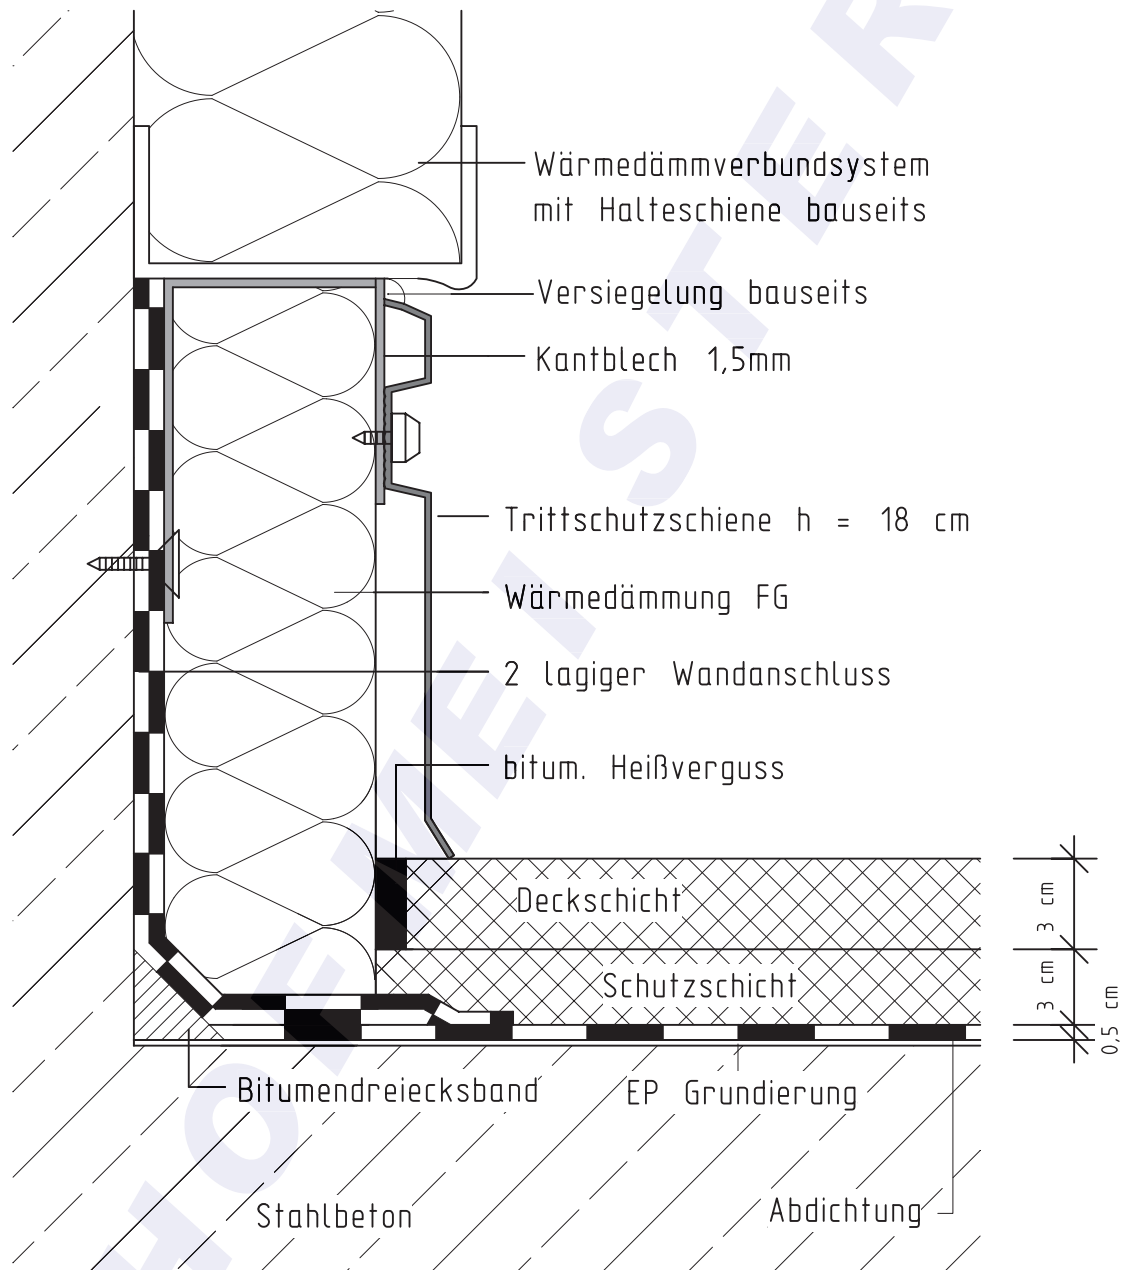 Wärmedämmverbundsystem
mit Halteschiene bauseits
Versiegelung bauseits
Kantblech 1,5mm
Trittschutzschiene h = 18 cm
Wärmedämmung FG
2 lagiger Wandanschluss
bitum. Heißverguss
Deckschicht
3 cm
Schutzschicht
3 cm
0,5 cm
Bitumendreiecksband
EP Grundierung
Stahlbeton
Abdichtung
HOFMEISTER